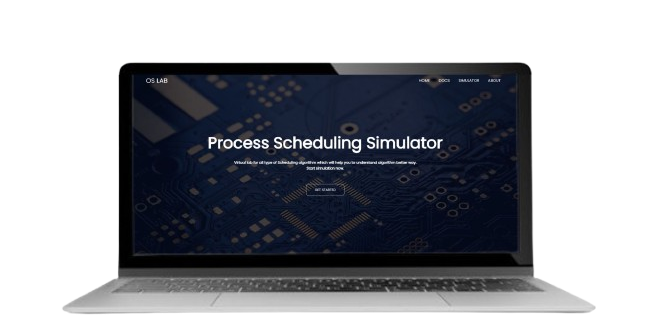 OS LAB
HOME DOCS SIMULATOR ABOUT
Process Scheduling Simulator
Virtual lab for all type of Scheduling algorithm which will help you to understand algorithm better way.
Start simulation now.
GET STARTED